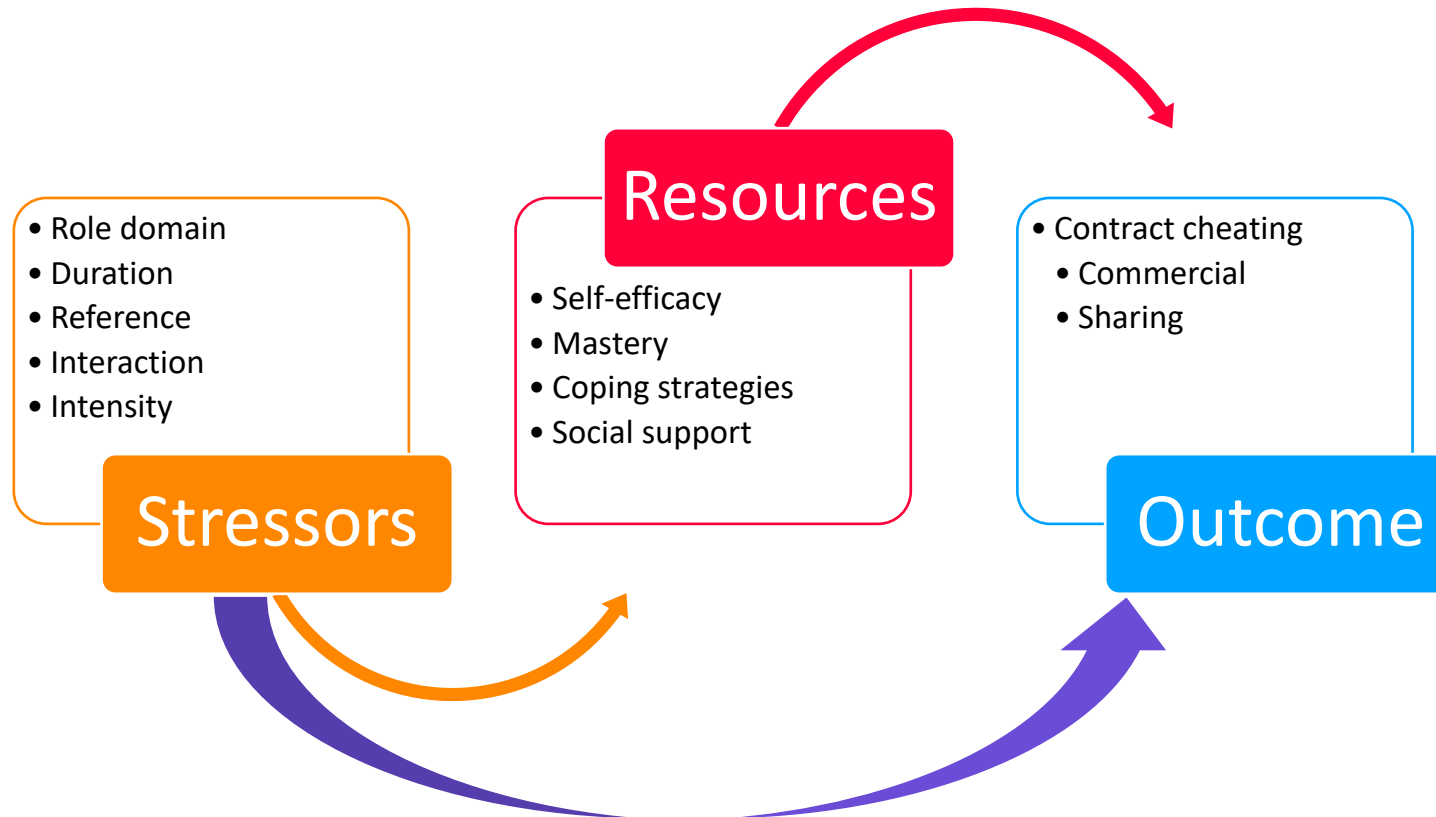 • Role domain
• Duration
• Reference
• Interaction
• Intensity
Stressors
Resources
• Self-efficacy
• Mastery
• Coping strategies
• Social support
• Contract cheating
• Commercial
• Sharing
Outcome